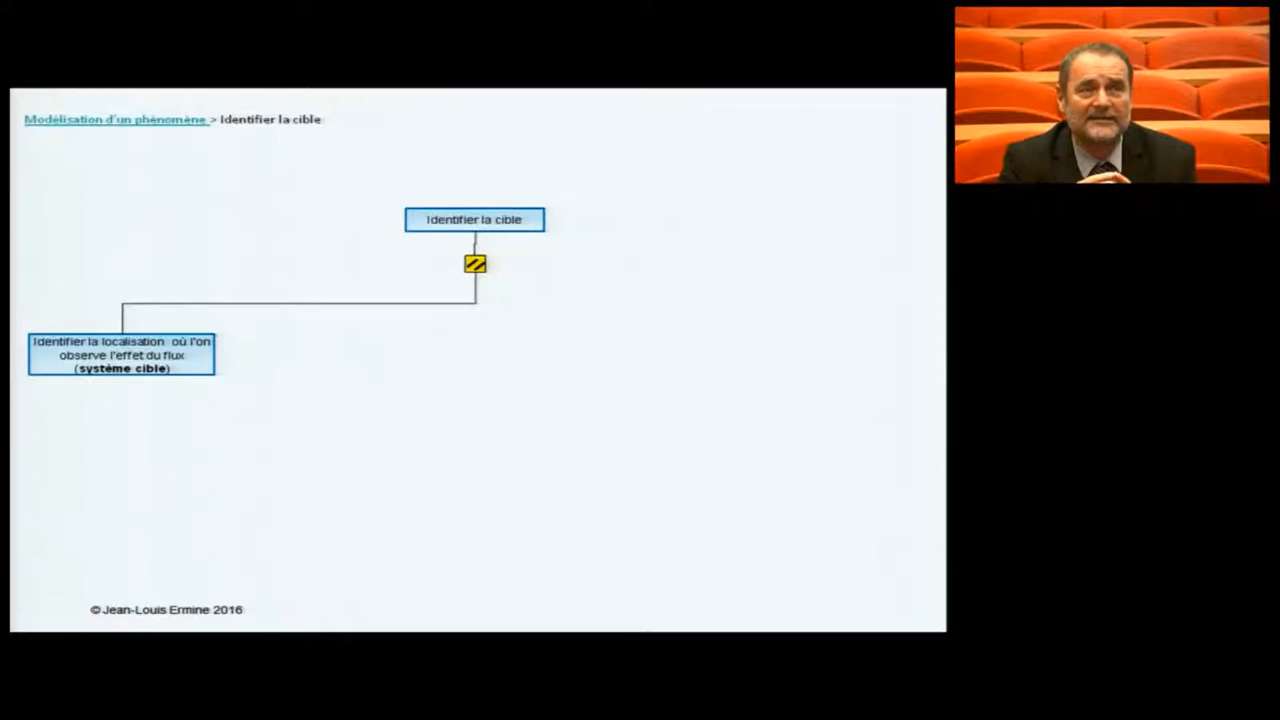 Modélisation d'un phénomène > Identifier la cible
Identifier la cible
Identifier la localisation où l'on
observe l'effet du flux
(système cible)
© Jean-Louis Ermine 2016